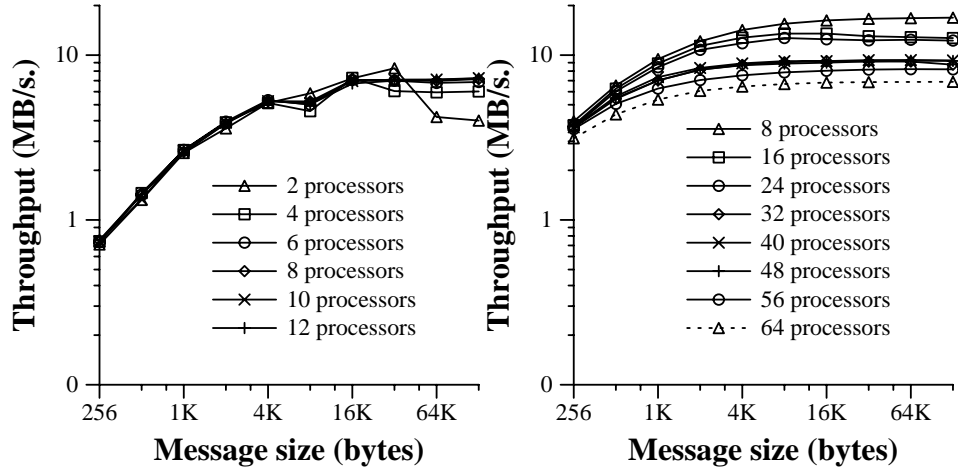 10
1
0
Throughput (MB/s.)
256
1K
4K
16K
64K
Message size (bytes)
2 processors
4 processors
6 processors
8 processors
10 processors
12 processors
10
1
0
Throughput (MB/s.)
256
1K
4K
16K
64K
Message size (bytes)
8 processors
16 processors
24 processors
32 processors
40 processors
48 processors
56 processors
64 processors